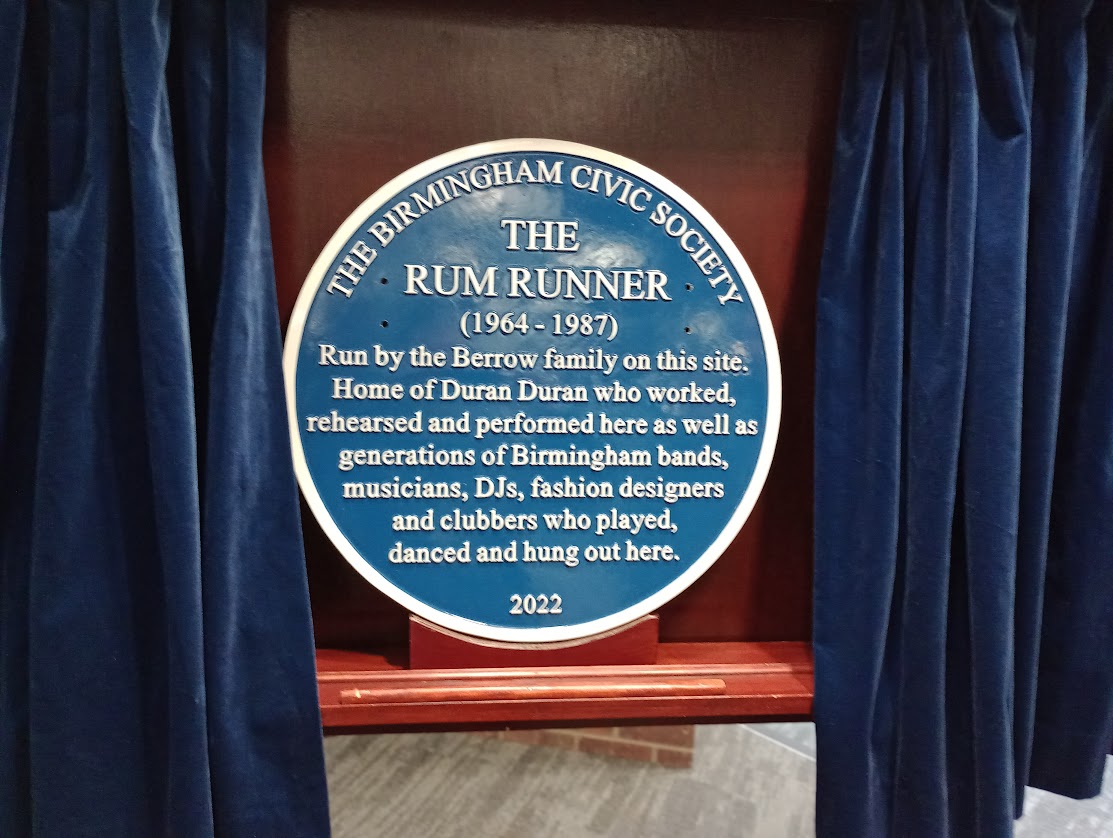 THE BIRMINGHAM CIVIC SOCIETY
THE
RUM RUNNER
(1964 - 1987)
Run by the Berrow family on this site.
Home of Duran Duran who worked,
rehearsed and performed here as well as
generations of Birmingham bands,
musicians, DJs, fashion designers
and clubbers who played,
danced and hung out here.
2022